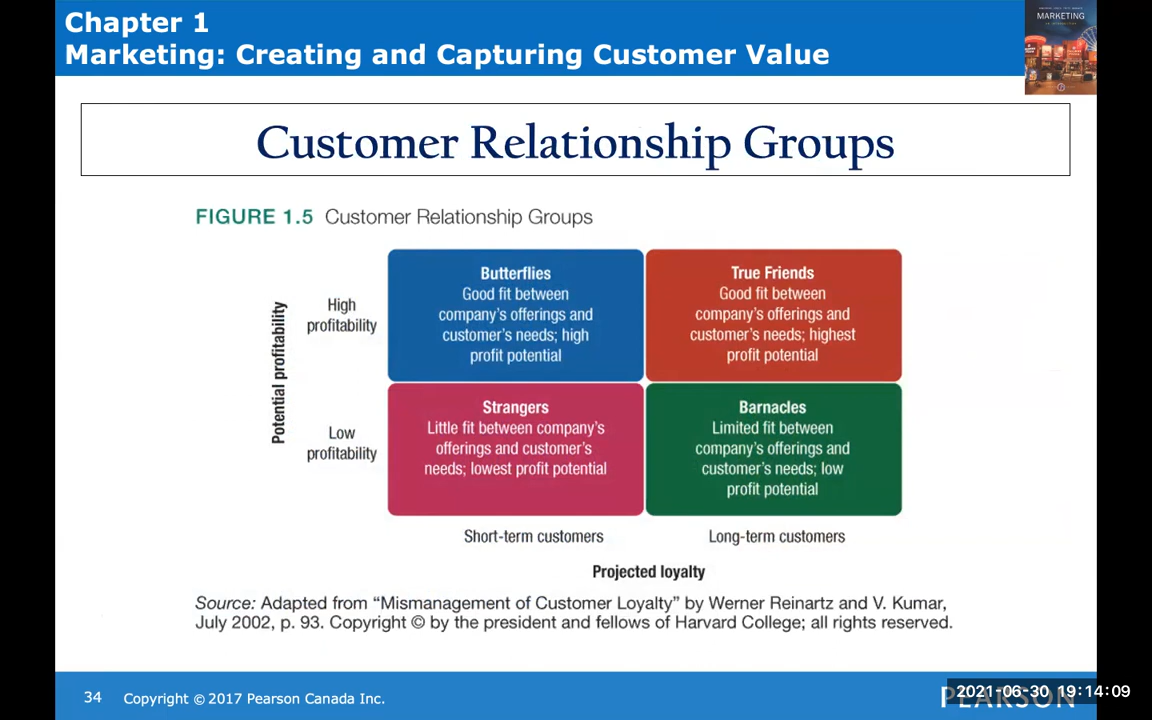 Chapter 1
Marketing: Creating and Capturing Customer Value
MARKETING
Customer Relationship Groups
FIGURE 1.5 Customer Relationship Groups
Potential profitability
High
profitability
Butterflies
Good fit between
company's offerings and
customer's needs; high
profit potential
True Friends
Good fit between
company's offerings and
customer's needs; highest
profit potential
Low
profitability
Strangers
Little fit between company's
offerings and customer's
needs; lowest profit potential
Barnacles
Limited fit between
company's offerings and
customer's needs; low
profit potential
Short-term customers
Long-term customers
Projected loyalty
Source: Adapted from “Mismanagement of Customer Loyalty” by Werner Reinartz and V. Kumar,
July 2002, p. 93. Copyright © by the president and fellows of Harvard College; all rights reserved.
34 Copyright © 2017 Pearson Canada Inc.
PEARSON
2021-06-30 19:14:09